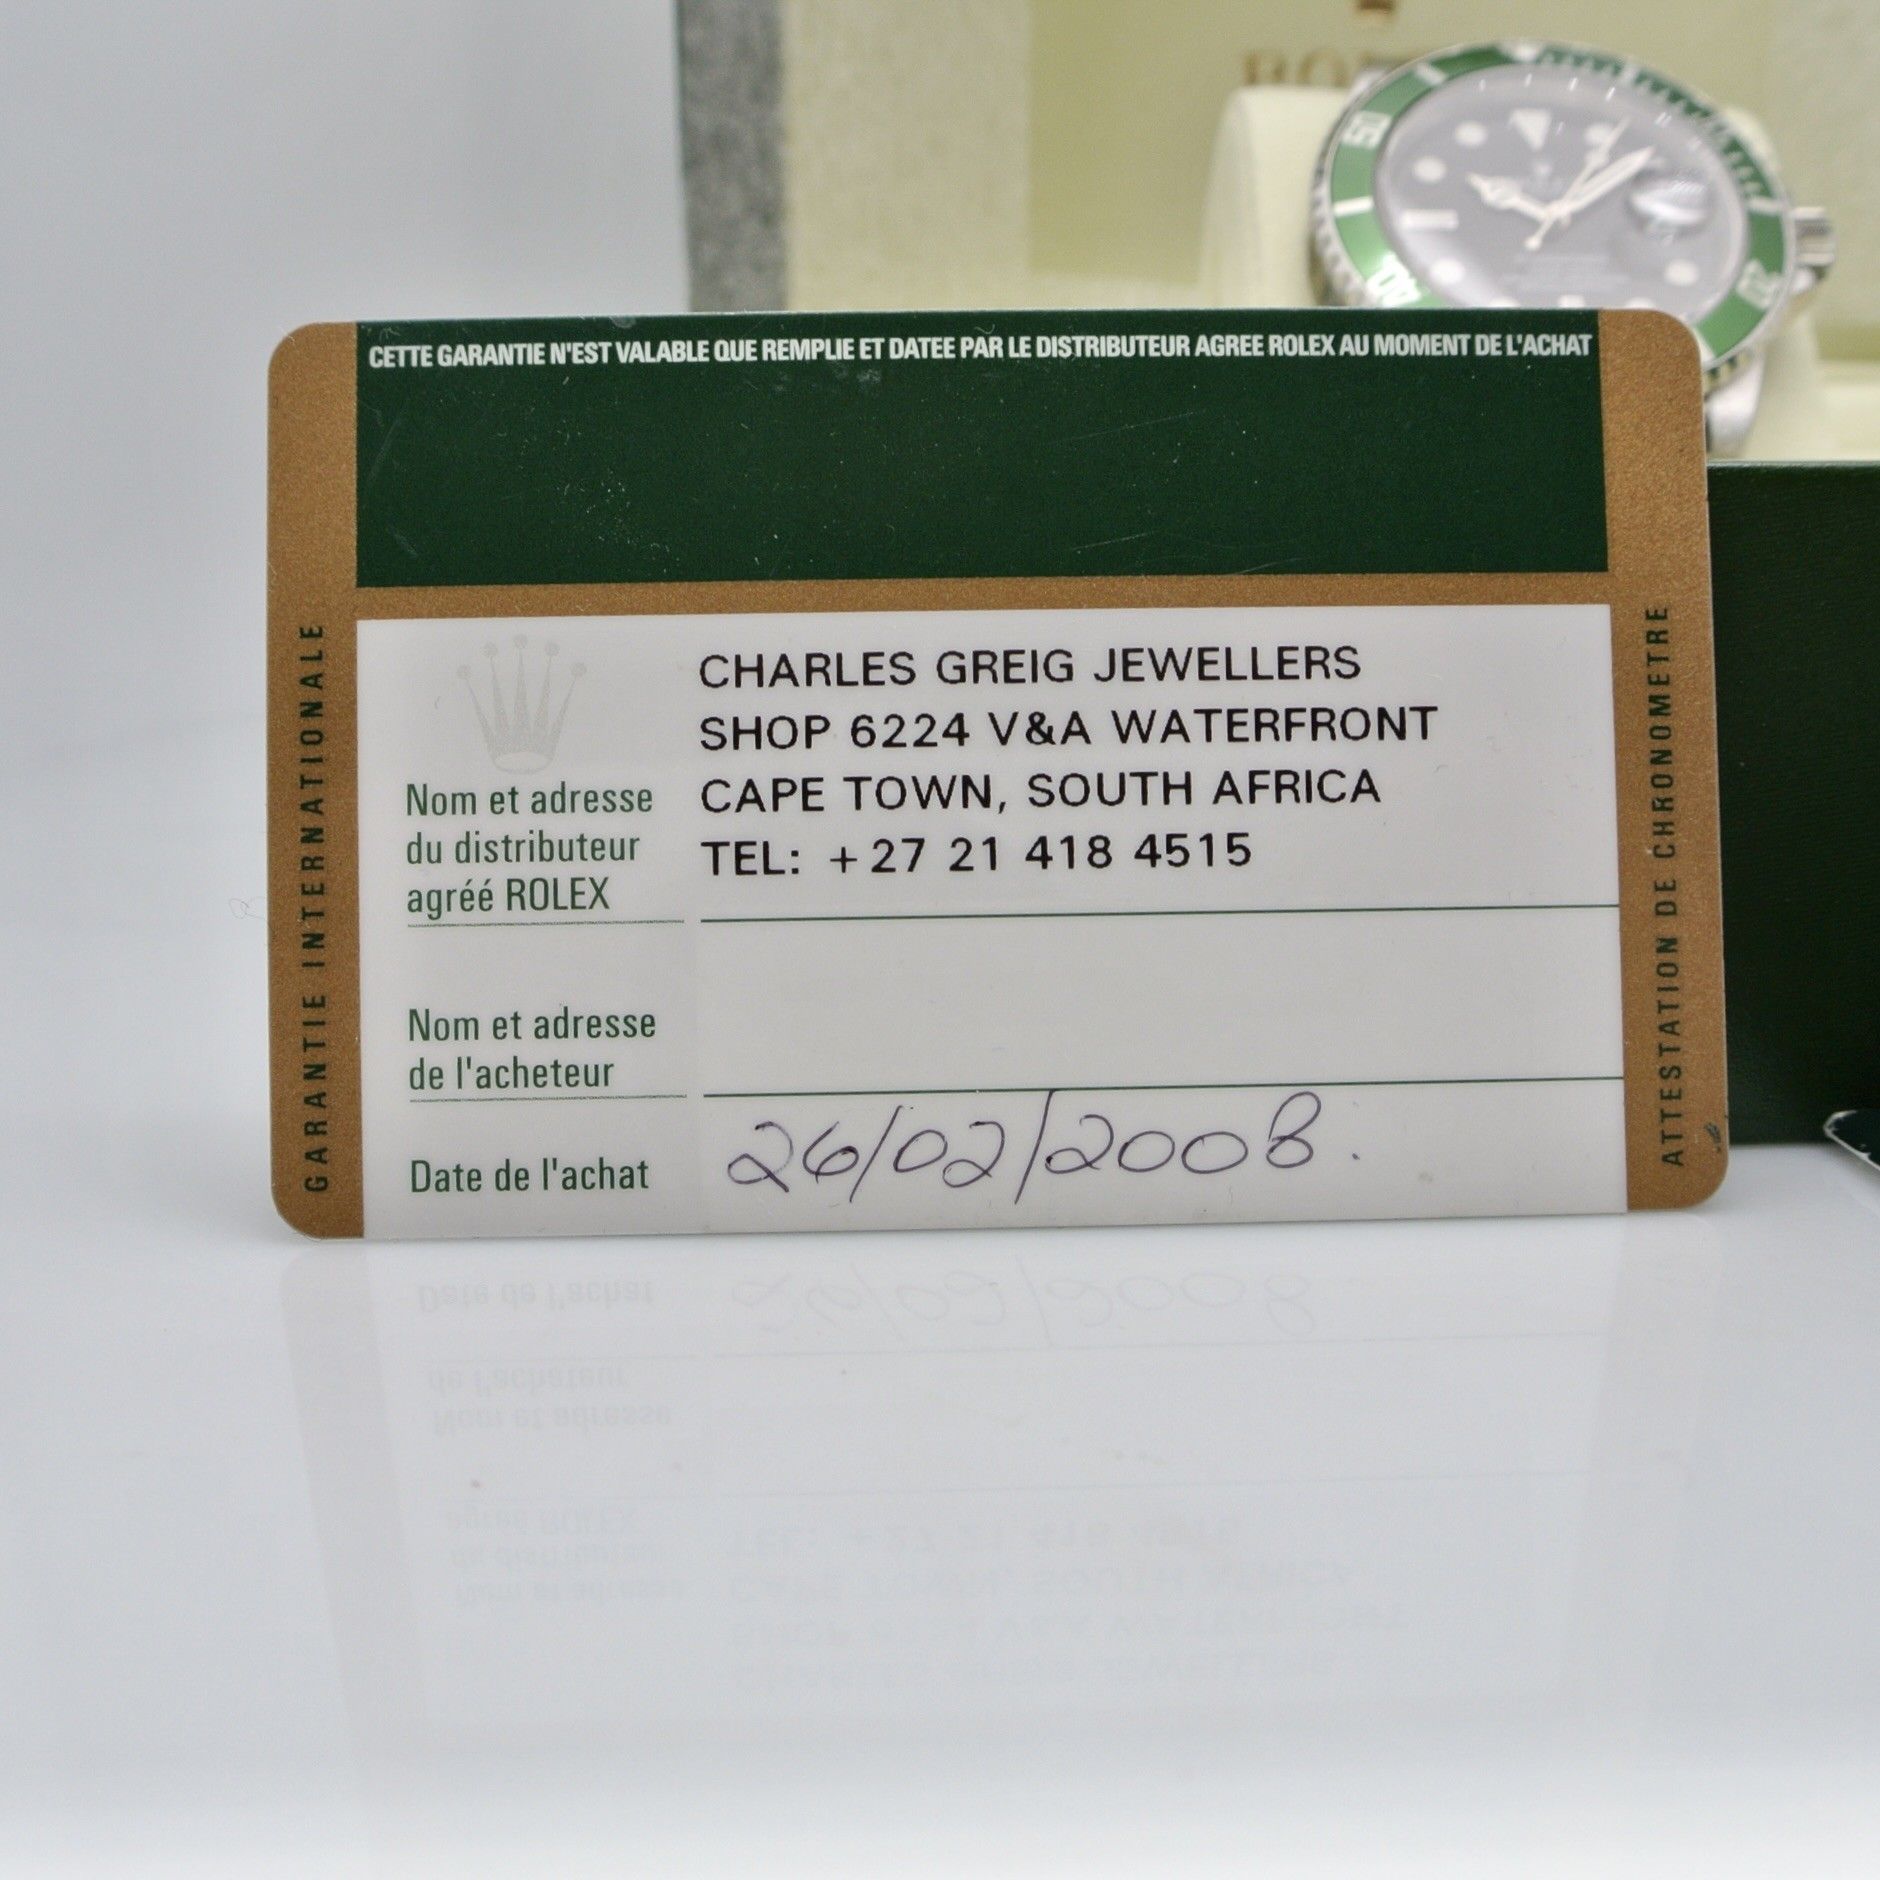 CETTE GARANTIE N'EST VALABLE QUE REMPLIE ET DATEE PAR LE DISTRIBUTEUR AGREE ROLEX AU MOMENT DE L'ACHAT
GARANTIE INTERNATIONALE
CHARLES GREIG JEWELLERS
SHOP 6224 V&A WATERFRONT
CAPE TOWN, SOUTH AFRICA
TEL: +27 21 418 4515
Nom et adresse
du distributeur
agréé ROLEX
Nom et adresse
de l'acheteur
Date de l'achat
26/02/2008.
ATTESTATION DE CHRONOMETRE